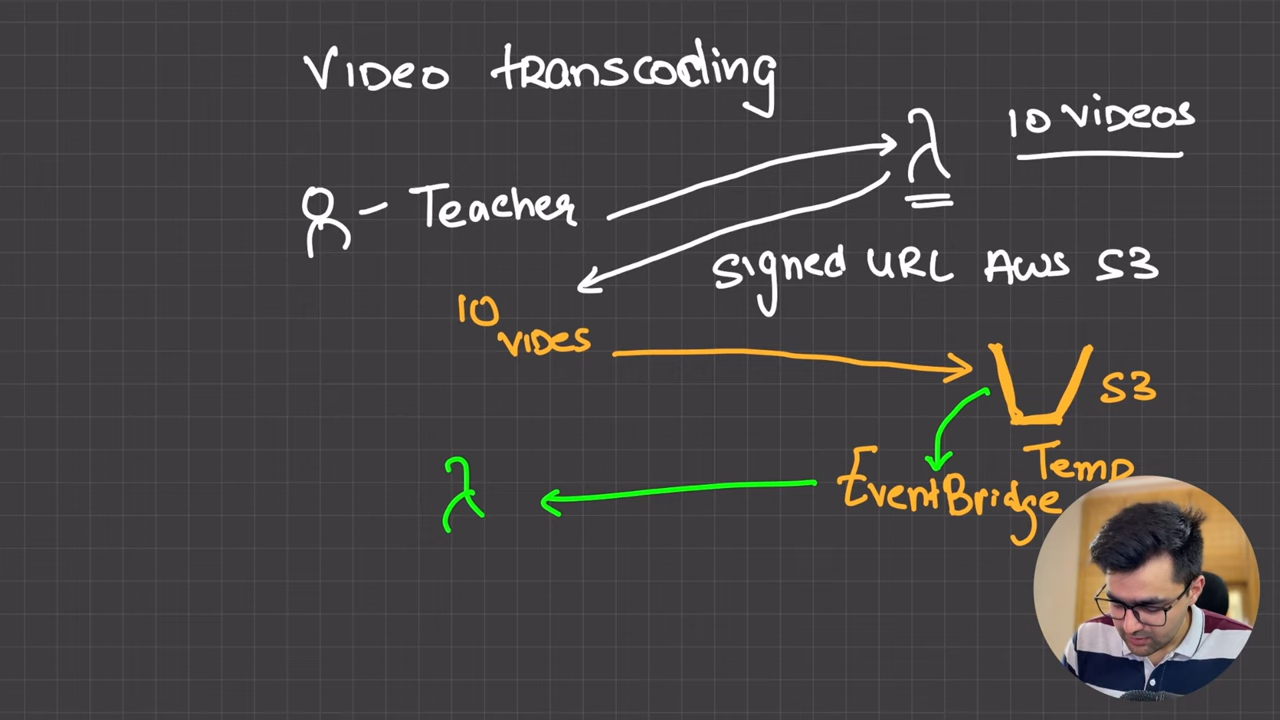 Video transcoding
10 videos
λ
Teacher
signed URL AWS S3
10
vides
S3
Temp
EventBridge
λ